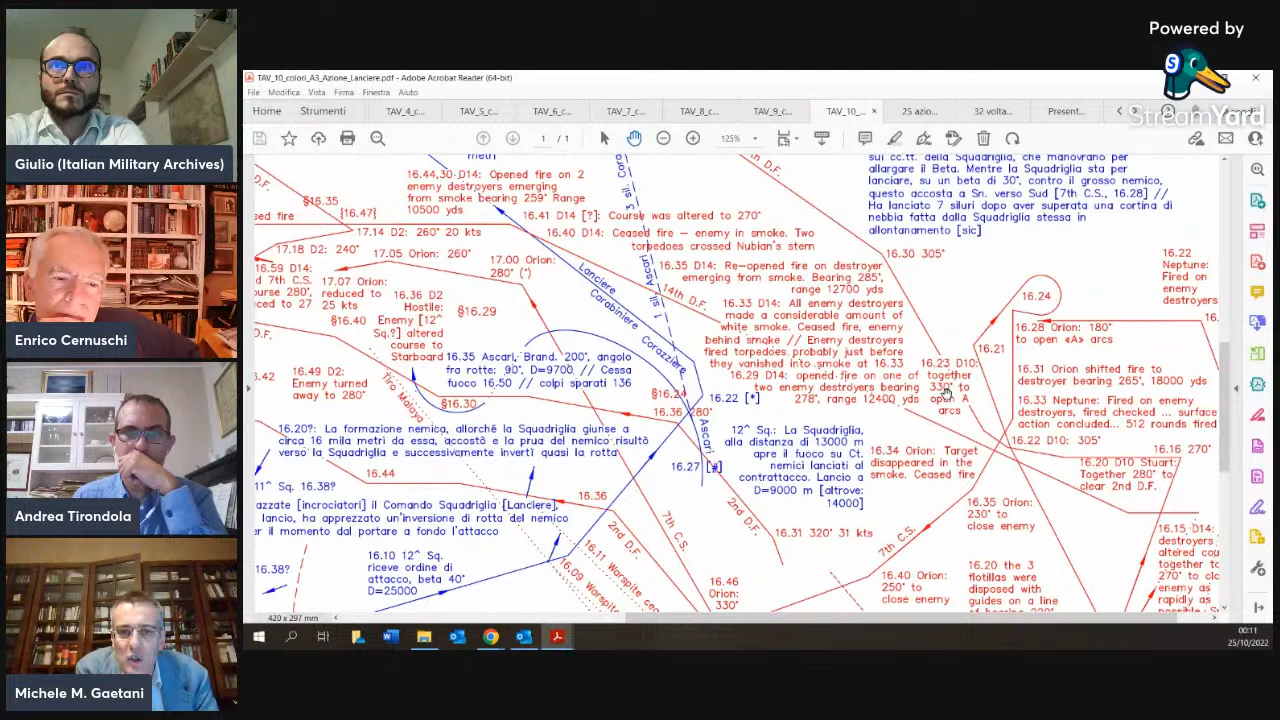 Powered by
StreamYard
Giulio (Italian Military Archives)
Enrico Cernuschi
Andrea Tirondola
Michele M. Gaetani
TAV_10_colori_A3_Azione_Lanciere.pdf - Adobe Acrobat Reader (64-bit)
File Modifica Vista Firma Finestra Aiuto
Home Strumenti TAV_4_c... TAV_5_c... TAV_6_c... TAV_7_c... TAV_8_c... TAV_9_c... TAV_10_... × 25 azio... 32 volta... Present...
1 / 1 125%
metri
D.F.
§16.35
{16.47}
sed fire
17.14 D2: 260° 20 kts
17.18 D2: 240°
17.05 Orion: 260°
16.59 D14:
d 7th C.S.
urse 280°,
ced to 27
17.07 Orion:
reduced to
25 kts
§16.40
D.F.
16.36 D2
Hostile:
Enemy [12^
Sq.?] altered
course to
Starboard
§16.29
17.00 Orion:
280° (*)
16.44,30 D14: Opened fire on 2
enemy destroyers emerging
from smoke bearing 259° Range
10500 yds
16.41 D14 [?]: Course was altered to 270°
16.40 D14: Ceased fire – enemy in smoke. Two
torpedoes crossed Nubian's stern
16.35 D14: Re-opened fire on destroyer
emerging from smoke. Bearing 285°,
range 12700 yds
16.33 D14: All enemy destroyers
made a considerable amount of
white smoke. Ceased fire, enemy
behind smoke // Enemy destroyers
fired torpedoes probably just before
they vanished into smoke at 16.33
16.29 D14: opened fire on one of
two enemy destroyers bearing
278°, range 12400 yds
16.23 D10:
together
330° to
open A
arcs
3 sil. Cora
1 sil Ascari
14th D.F.
th D.F.
Lanciere
Carabiniere
Corazziere
Ascari
sui cc.tt. della Squadriglia, che manovrano per
allargare il Beta. Mentre la Squadriglia sta per
lanciare, su un beta di 30°, contro il grosso nemico,
questo accosta a Sn. verso Sud [7th C.S., 16.28] //
Ha lanciato 7 siluri dopo aver superata una cortina di
nebbia fatta dalla Squadriglia stessa in
allontanamento [sic]
16.30 305°
16.22
Neptune:
Fired on
enemy
destroyers
16.24
16.21
16.28 Orion: 180°
to open «A» arcs
16.31 Orion shifted fire to
destroyer bearing 265°, 18000 yds
16.33 Neptune: Fired on enemy
destroyers, fired checked ... surface
action concluded... 512 rounds fired
16.22 D10: 305°
16.16 270°
16.20 D10 Stuart:
Together 280° to
clear 2nd D.F.
16.35 Ascari, Brand. 200°, angolo
fra rotte: 90°, D=9700. // Cessa
fuoco 16.50 // colpi sparati 136
6.42
16.49 D2:
Enemy turned
away to 280°
Tiro Malaya
§16.30
§16.24
16.36 280°
16.22 [*]
16.27 [#]
16.20?: La formazione nemica, allorché la Squadriglia giunse a
circa 16 mila metri da essa, accostò e la prua del nemico risultò
verso la Squadriglia e successivamente invertì quasi la rotta
12^ Sq.: La Squadriglia,
alla distanza di 13000 m
apre il fuoco su Ct.
nemici lanciati al
contrattacco. Lancio a
D=9000 m [altrove:
14000]
16.34 Orion: Target
disappeared in the
smoke. Ceased fire
16.44
11^ Sq. 16.38?
16.36
azzate [incrociatori] il Comando Squadriglia [Lanciere],
lancio, ha apprezzato un'inversione di rotta del nemico
er il momento dal portare a fondo l'attacco
16.38?
16.10 12^ Sq.
riceve ordine di
attacco, beta 40°
D=25000
2nd D.F.
16.11 Warspite ce
16.09 Warspite
7th C.S.
2nd D.F.
16.31 320° 31 kts
16.46
Orion:
330°
7th C.S.
16.35 Orion:
230° to
close enemy
16.40 Orion:
250° to
close enemy
16.20 the 3
flotillas were
disposed with
guides on a line
16.15 D14:
destroyers
altered cou
together to
270° to clo
enemy as
rapidly as
420 x 297 mm
00:11
25/10/2022